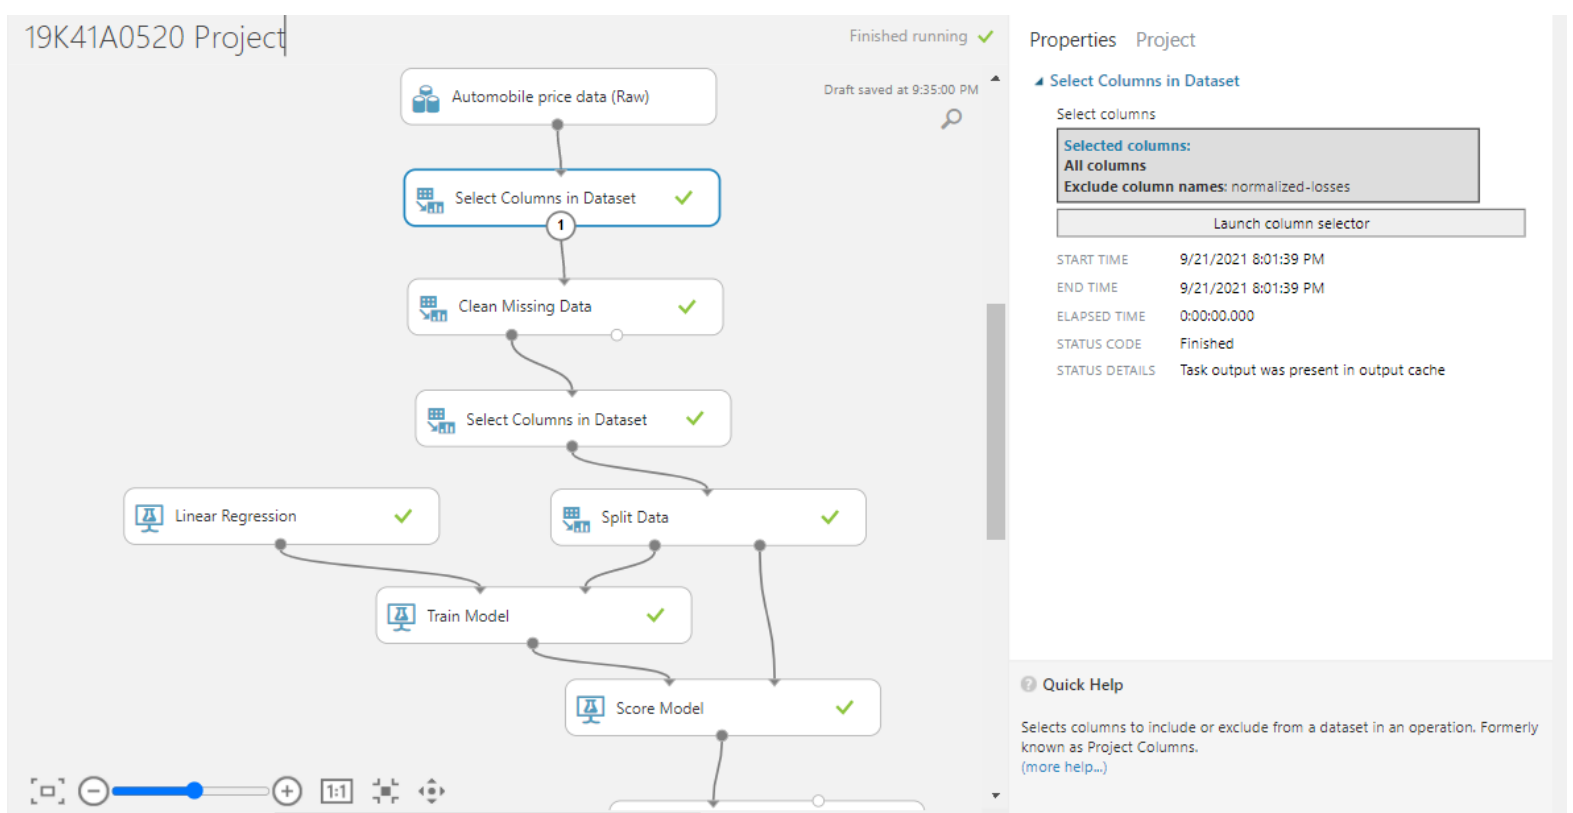 19K41A0520 Project
Finished running
Draft saved at 9:35:00 PM
Automobile price data (Raw)
Select Columns in Dataset
1
Clean Missing Data
Select Columns in Dataset
Linear Regression
Split Data
Train Model
Score Model
1:1
Properties Project
Select Columns in Dataset
Select columns
Selected columns:
All columns
Exclude column names: normalized-losses
Launch column selector
START TIME 9/21/2021 8:01:39 PM
END TIME 9/21/2021 8:01:39 PM
ELAPSED TIME 0:00:00.000
STATUS CODE Finished
STATUS DETAILS Task output was present in output cache
? Quick Help
Selects columns to include or exclude from a dataset in an operation. Formerly
known as Project Columns.
(more help...)